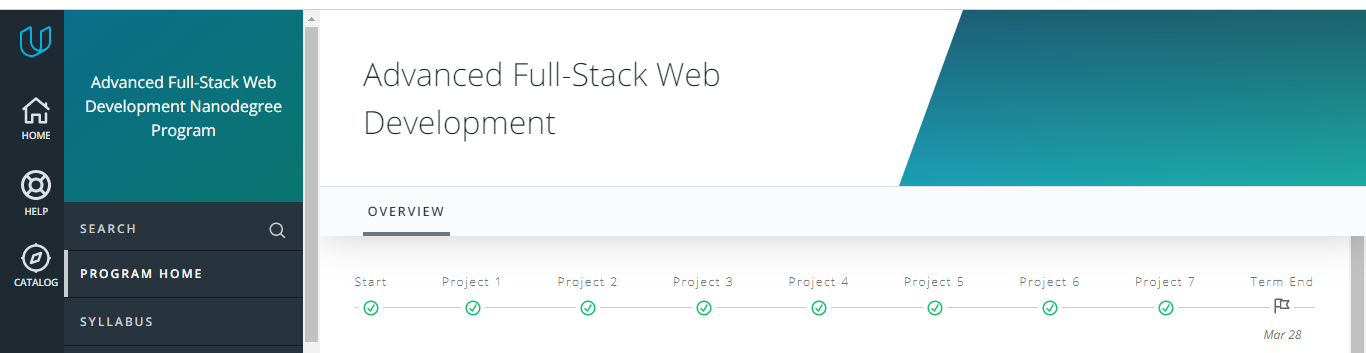 Advanced Full-Stack Web
Development Nanodegree
Program
HOME
HELP
CATALOG
SEARCH
PROGRAM HOME
SYLLABUS
Advanced Full-Stack Web
Development
OVERVIEW
Start Project 1 Project 2 Project 3 Project 4 Project 5 Project 6 Project 7 Term End
Mar 28